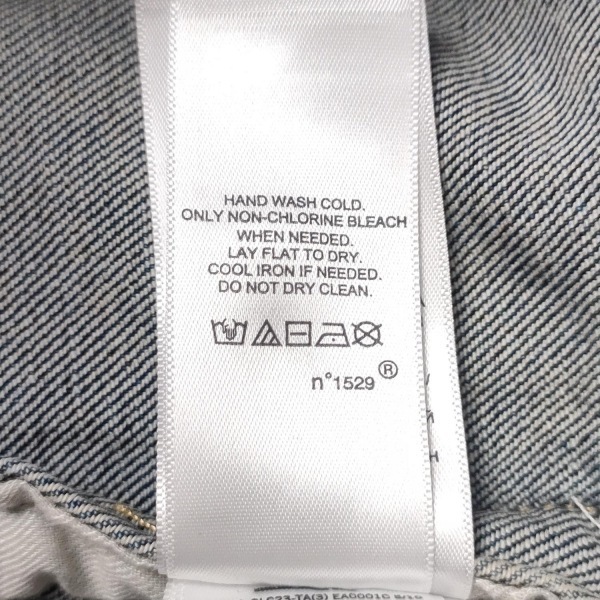 HAND WASH COLD.
ONLY NON-CHLORINE BLEACH
WHEN NEEDED.
LAY FLAT TO DRY.
COOL IRON IF NEEDED.
DO NOT DRY CLEAN.
n°1529®